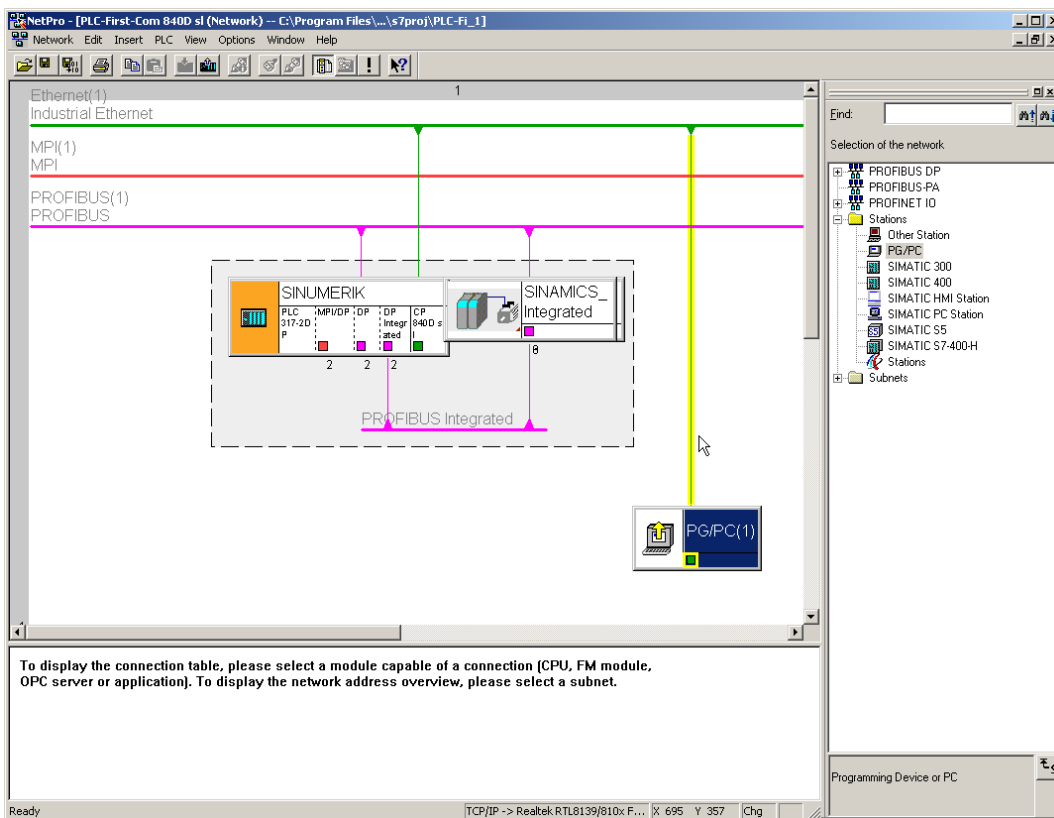 NetPro - [PLC-First-Com 840D sl (Network) -- C:\Program Files\...\s7proj\PLC-Fi_1]
Network Edit Insert PLC View Options Window Help
1
Ethernet(1)
Industrial Ethernet
MPI(1)
MPI
PROFIBUS(1)
PROFIBUS
SINUMERIK
PLC
317-2D
P
MPI/DP
DP
DP
Integr
ated
CP
840D s
l
2
2
2
SINAMICS_
Integrated
8
PROFIBUS Integrated
PG/PC(1)
Find:
Selection of the network
PROFIBUS DP
PROFIBUS-PA
PROFINET IO
Stations
Other Station
PG/PC
SIMATIC 300
SIMATIC 400
SIMATIC HMI Station
SIMATIC PC Station
SIMATIC S5
SIMATIC S7-400-H
Stations
Subnets
To display the connection table, please select a module capable of a connection (CPU, FM module,
OPC server or application). To display the network address overview, please select a subnet.
Programming Device or PC
Ready
TCP/IP -> Realtek RTL8139/810x F...
X 695 Y 357
Chg